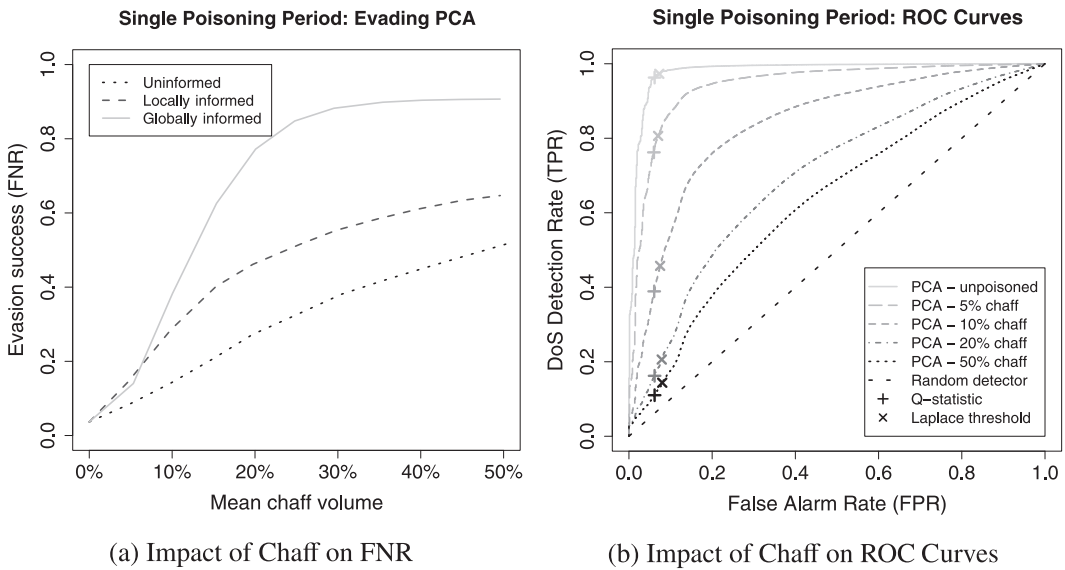 Single Poisoning Period: Evading PCA
Evasion success (FNR)
1.0
0.8
0.6
0.4
0.2
0.0
Uninformed
Locally informed
Globally informed
0% 10% 20% 30% 40% 50%
Mean chaff volume
(a) Impact of Chaff on FNR
Single Poisoning Period: ROC Curves
DoS Detection Rate (TPR)
1.0
0.8
0.6
0.4
0.2
0.0
PCA − unpoisoned
PCA − 5% chaff
PCA − 10% chaff
PCA − 20% chaff
PCA − 50% chaff
Random detector
Q−statistic
Laplace threshold
0.0 0.2 0.4 0.6 0.8 1.0
False Alarm Rate (FPR)
(b) Impact of Chaff on ROC Curves